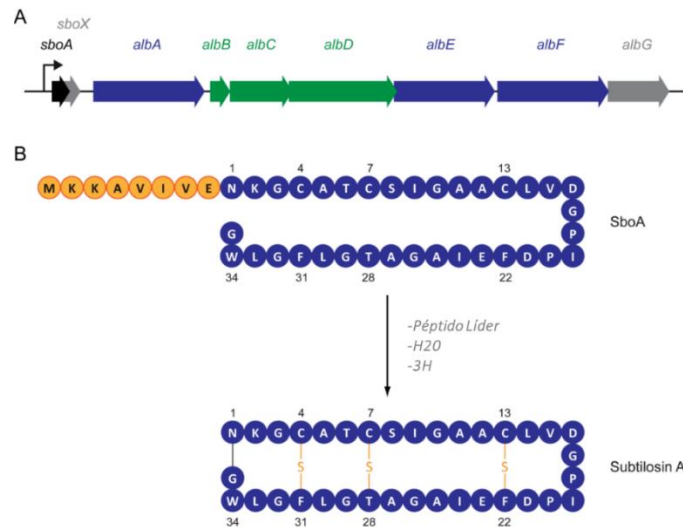 A
sboX
sboA albA albB albC albD albE albF albG
B
1 4 7 13
M K K A V I V E N K G C A T C S I G A A C L V D
G
SboA
G P
W L G F L G T A G A I E F D P I
34 31 28 22
-Péptido Líder
-H20
-3H
1 4 7 13
N K G C A T C S I G A A C L V D
G
S S S
Subtilosin A
G P
W L G F L G T A G A I E F D P I
34 31 28 22